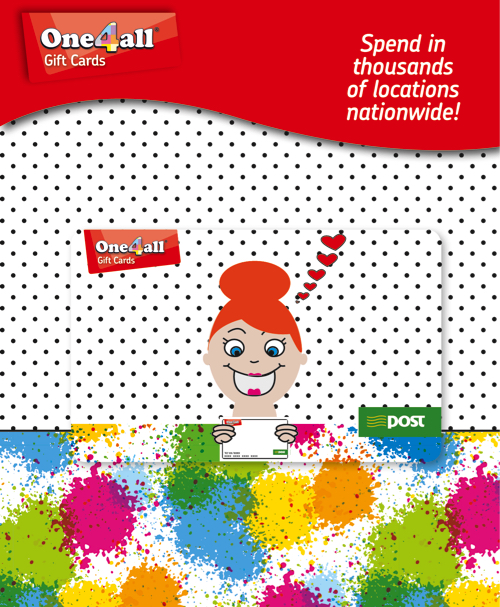 One4all®
Gift Cards
Spend in
thousands
of locations
nationwide!
One4all
Gift Cards
POST